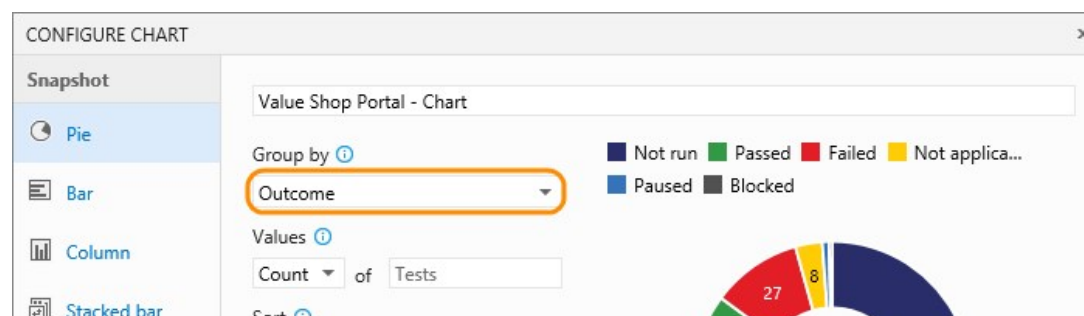 CONFIGURE CHART
Snapshot
Pie
Bar
Column
Stacked bar
Value Shop Portal - Chart
Group by
Outcome
Values
Count of Tests
Sort
Not run Passed Failed Not applica...
Paused Blocked
27 8